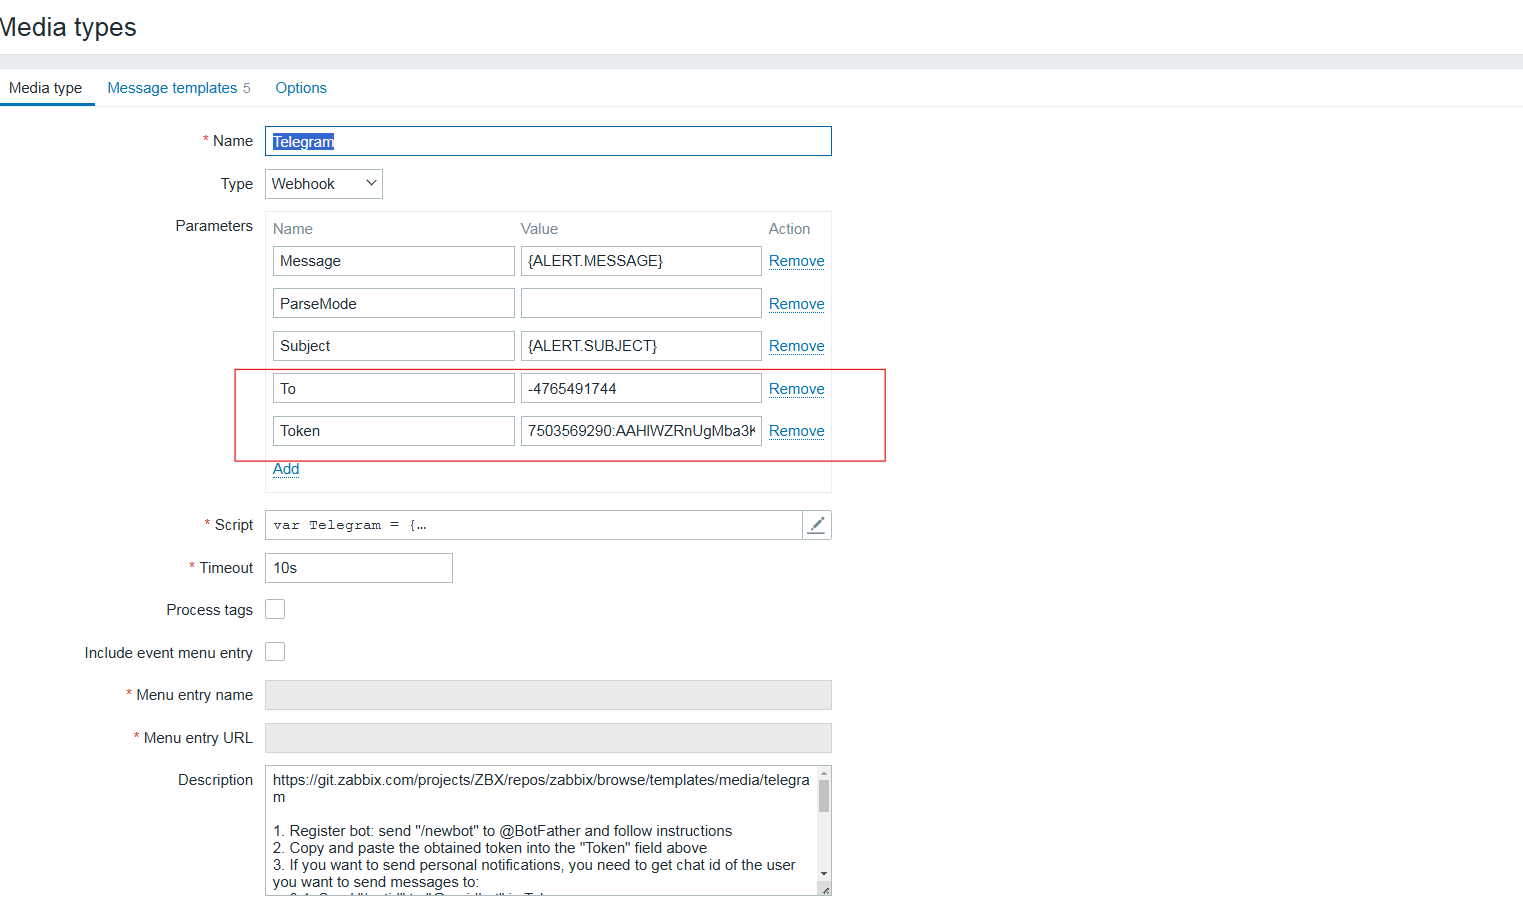 Media types
Media type Message templates 5 Options
* Name Telegram
Type Webhook
Parameters
Name Value Action
Message {ALERT.MESSAGE} Remove
ParseMode Remove
Subject {ALERT.SUBJECT} Remove
To -4765491744 Remove
Token 7503569290:AAHIWZRnUgMba3K Remove
Add
* Script var Telegram = {…
* Timeout 10s
Process tags
Include event menu entry
* Menu entry name
* Menu entry URL
Description
https://git.zabbix.com/projects/ZBX/repos/zabbix/browse/templates/media/telegra
m
1. Register bot: send "/newbot" to @BotFather and follow instructions
2. Copy and paste the obtained token into the "Token" field above
3. If you want to send personal notifications, you need to get chat id of the user
you want to send messages to: